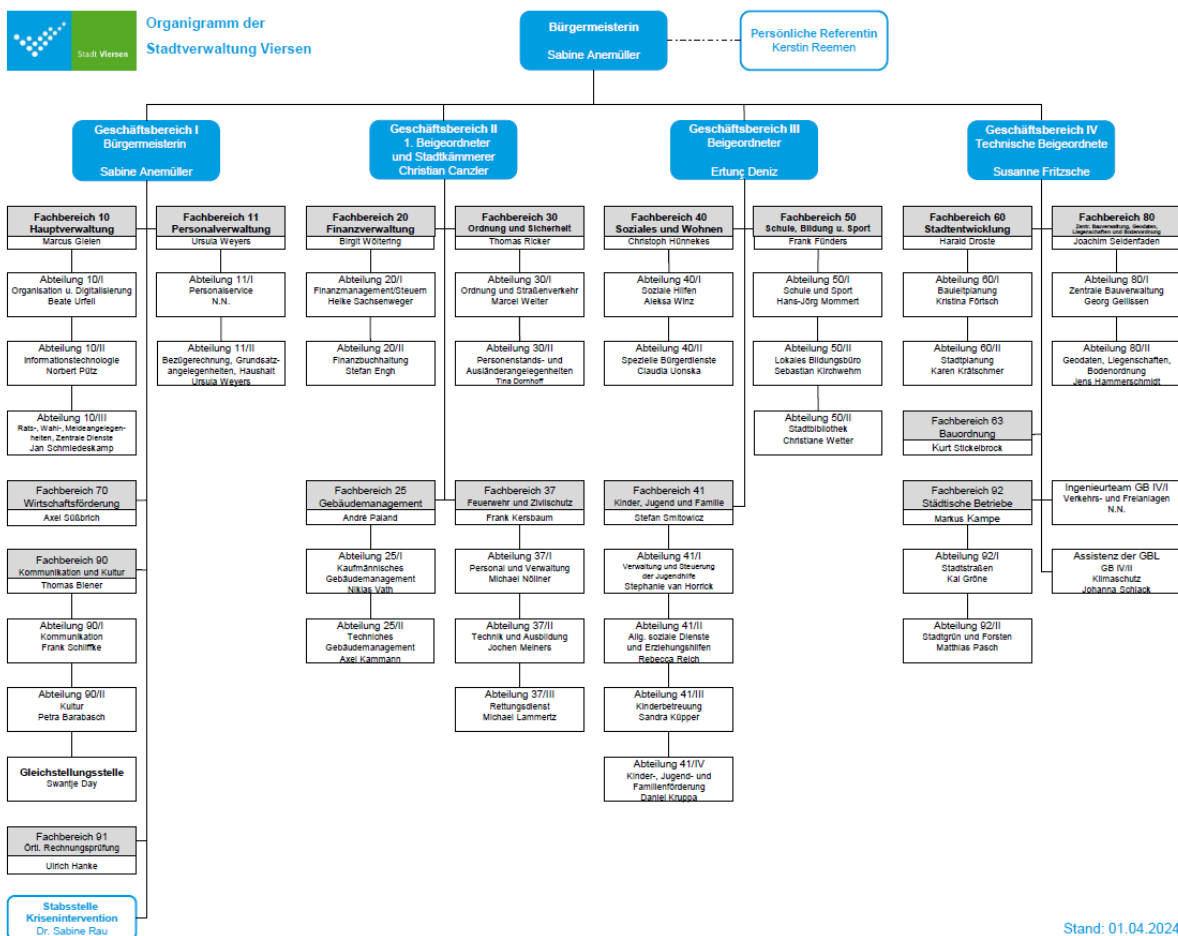 Stadt Viersen
Organigramm der
Stadtverwaltung Viersen
Bürgermeisterin
Sabine Anemüller
Persönliche Referentin
Kerstin Reemen
Geschäftsbereich I
Bürgermeisterin
Sabine Anemüller
Geschäftsbereich II
1. Beigeordneter
und Stadtkämmerer
Christian Canzler
Geschäftsbereich III
Beigeordneter
Ertunç Deniz
Geschäftsbereich IV
Technische Beigeordnete
Susanne Fritzsche
Fachbereich 10
Hauptverwaltung
Marcus Gielen
Abteilung 10/I
Organisation u. Digitalisierung
Beate Urfell
Abteilung 10/II
Informationstechnologie
Norbert Pütz
Abteilung 10/III
Rats-, Wahl-, Meldeangelegen-
heiten, Zentrale Dienste
Jan Schmiedeskamp
Fachbereich 11
Personalverwaltung
Ursula Weyers
Abteilung 11/I
Personalservice
N.N.
Abteilung 11/II
Bezügerechnung, Grundsatz-
angelegenheiten, Haushalt
Ursula Weyers
Fachbereich 70
Wirtschaftsförderung
Axel Süßbrich
Fachbereich 90
Kommunikation und Kultur
Thomas Biener
Abteilung 90/I
Kommunikation
Frank Schliffke
Abteilung 90/II
Kultur
Petra Barabasch
Gleichstellungsstelle
Swantje Day
Fachbereich 91
Örtl. Rechnungsprüfung
Ulrich Hanke
Stabsstelle
Krisenintervention
Dr. Sabine Rau
Fachbereich 20
Finanzverwaltung
Birgit Wöltering
Abteilung 20/I
Finanzmanagement/Steuern
Heike Sachsenweger
Abteilung 20/II
Finanzbuchhaltung
Stefan Engh
Fachbereich 30
Ordnung und Sicherheit
Thomas Ricker
Abteilung 30/I
Ordnung und Straßenverkehr
Marcel Welter
Abteilung 30/II
Personenstands- und
Ausländerangelegenheiten
Tina Dornhoff
Fachbereich 25
Gebäudemanagement
André Paland
Abteilung 25/I
Kaufmännisches
Gebäudemanagement
Niklas Vath
Abteilung 25/II
Techniches
Gebäudemanagement
Axel Kammann
Fachbereich 37
Feuerwehr und Zivilschutz
Frank Kersbaum
Abteilung 37/I
Personal und Verwaltung
Michael Nöllner
Abteilung 37/II
Technik und Ausbildung
Jochen Meiners
Abteilung 37/III
Rettungsdienst
Michael Lammertz
Fachbereich 40
Soziales und Wohnen
Christoph Hünnekes
Abteilung 40/I
Soziale Hilfen
Aleksa Winz
Abteilung 40/II
Spezielle Bürgerdienste
Claudia Uonska
Fachbereich 50
Schule, Bildung u. Sport
Frank Fünders
Abteilung 50/I
Schule und Sport
Hans-Jörg Mommert
Abteilung 50/II
Lokales Bildungsbüro
Sebastian Kirchwehm
Abteilung 50/II
Stadtbibliothek
Christiane Wetter
Fachbereich 41
Kinder, Jugend und Familie
Stefan Smitowicz
Abteilung 41/I
Verwaltung und Steuerung
der Jugendhilfe
Stephanie van Horrick
Abteilung 41/II
Allg. soziale Dienste
und Erziehungshilfen
Rebecca Reich
Abteilung 41/III
Kinderbetreuung
Sandra Küpper
Abteilung 41/IV
Kinder-, Jugend- und
Familienförderung
Daniel Kruppa
Fachbereich 60
Stadtentwicklung
Harald Droste
Abteilung 60/I
Bauleitplanung
Kristina Förtsch
Abteilung 60/II
Stadtplanung
Karen Krätschmer
Fachbereich 63
Bauordnung
Kurt Stickelbrock
Fachbereich 92
Städtische Betriebe
Markus Kampe
Abteilung 92/I
Stadtstraßen
Kai Gröne
Abteilung 92/II
Stadtgrün und Forsten
Matthias Pasch
Fachbereich 80
Zentr. Bauverwaltung, Geodaten,
Liegenschaften und Bodenordnung
Joachim Seidenfaden
Abteilung 80/I
Zentrale Bauverwaltung
Georg Gellissen
Abteilung 80/II
Geodaten, Liegenschaften,
Bodenordnung
Jens Hammerschmidt
Ingenieurteam GB IV/I
Verkehrs- und Freianlagen
N.N.
Assistenz der GBL
GB IV/II
Klimaschutz
Johanna Schlack
Stand: 01.04.2024